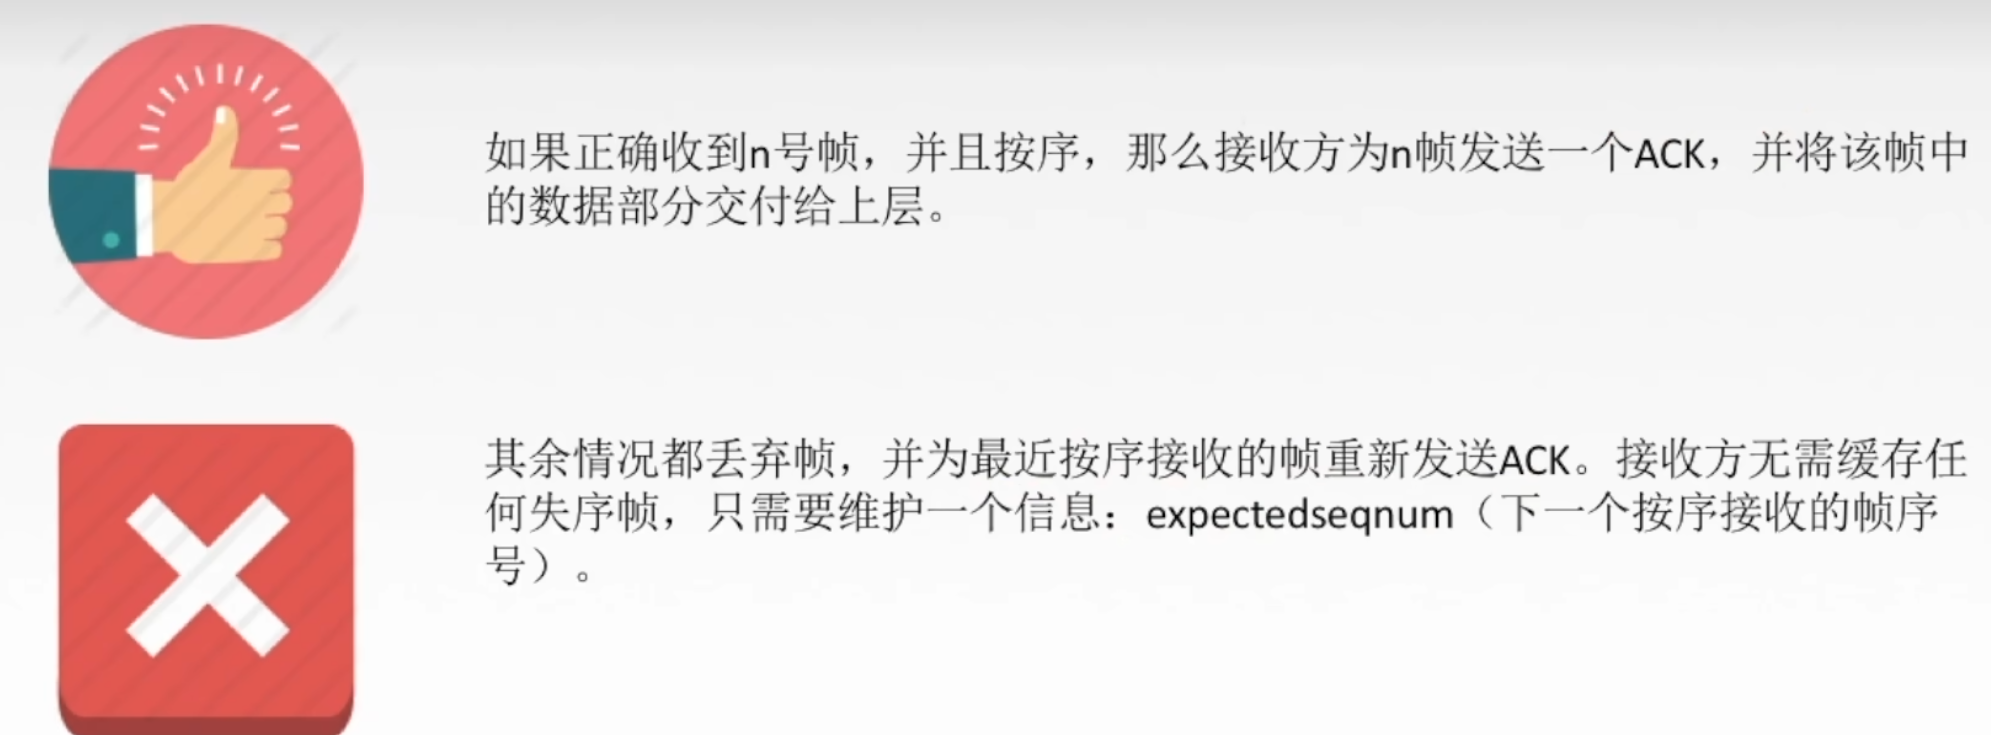 如果正确收到n号帧，并且按序，那么接收方为n帧发送一个ACK，并将该帧中
的数据部分交付给上层。
其余情况都丢弃帧，并为最近按序接收的帧重新发送ACK。接收方无需缓存任
何失序帧，只需要维护一个信息：expectedseqnum（下一个按序接收的帧序
号）。